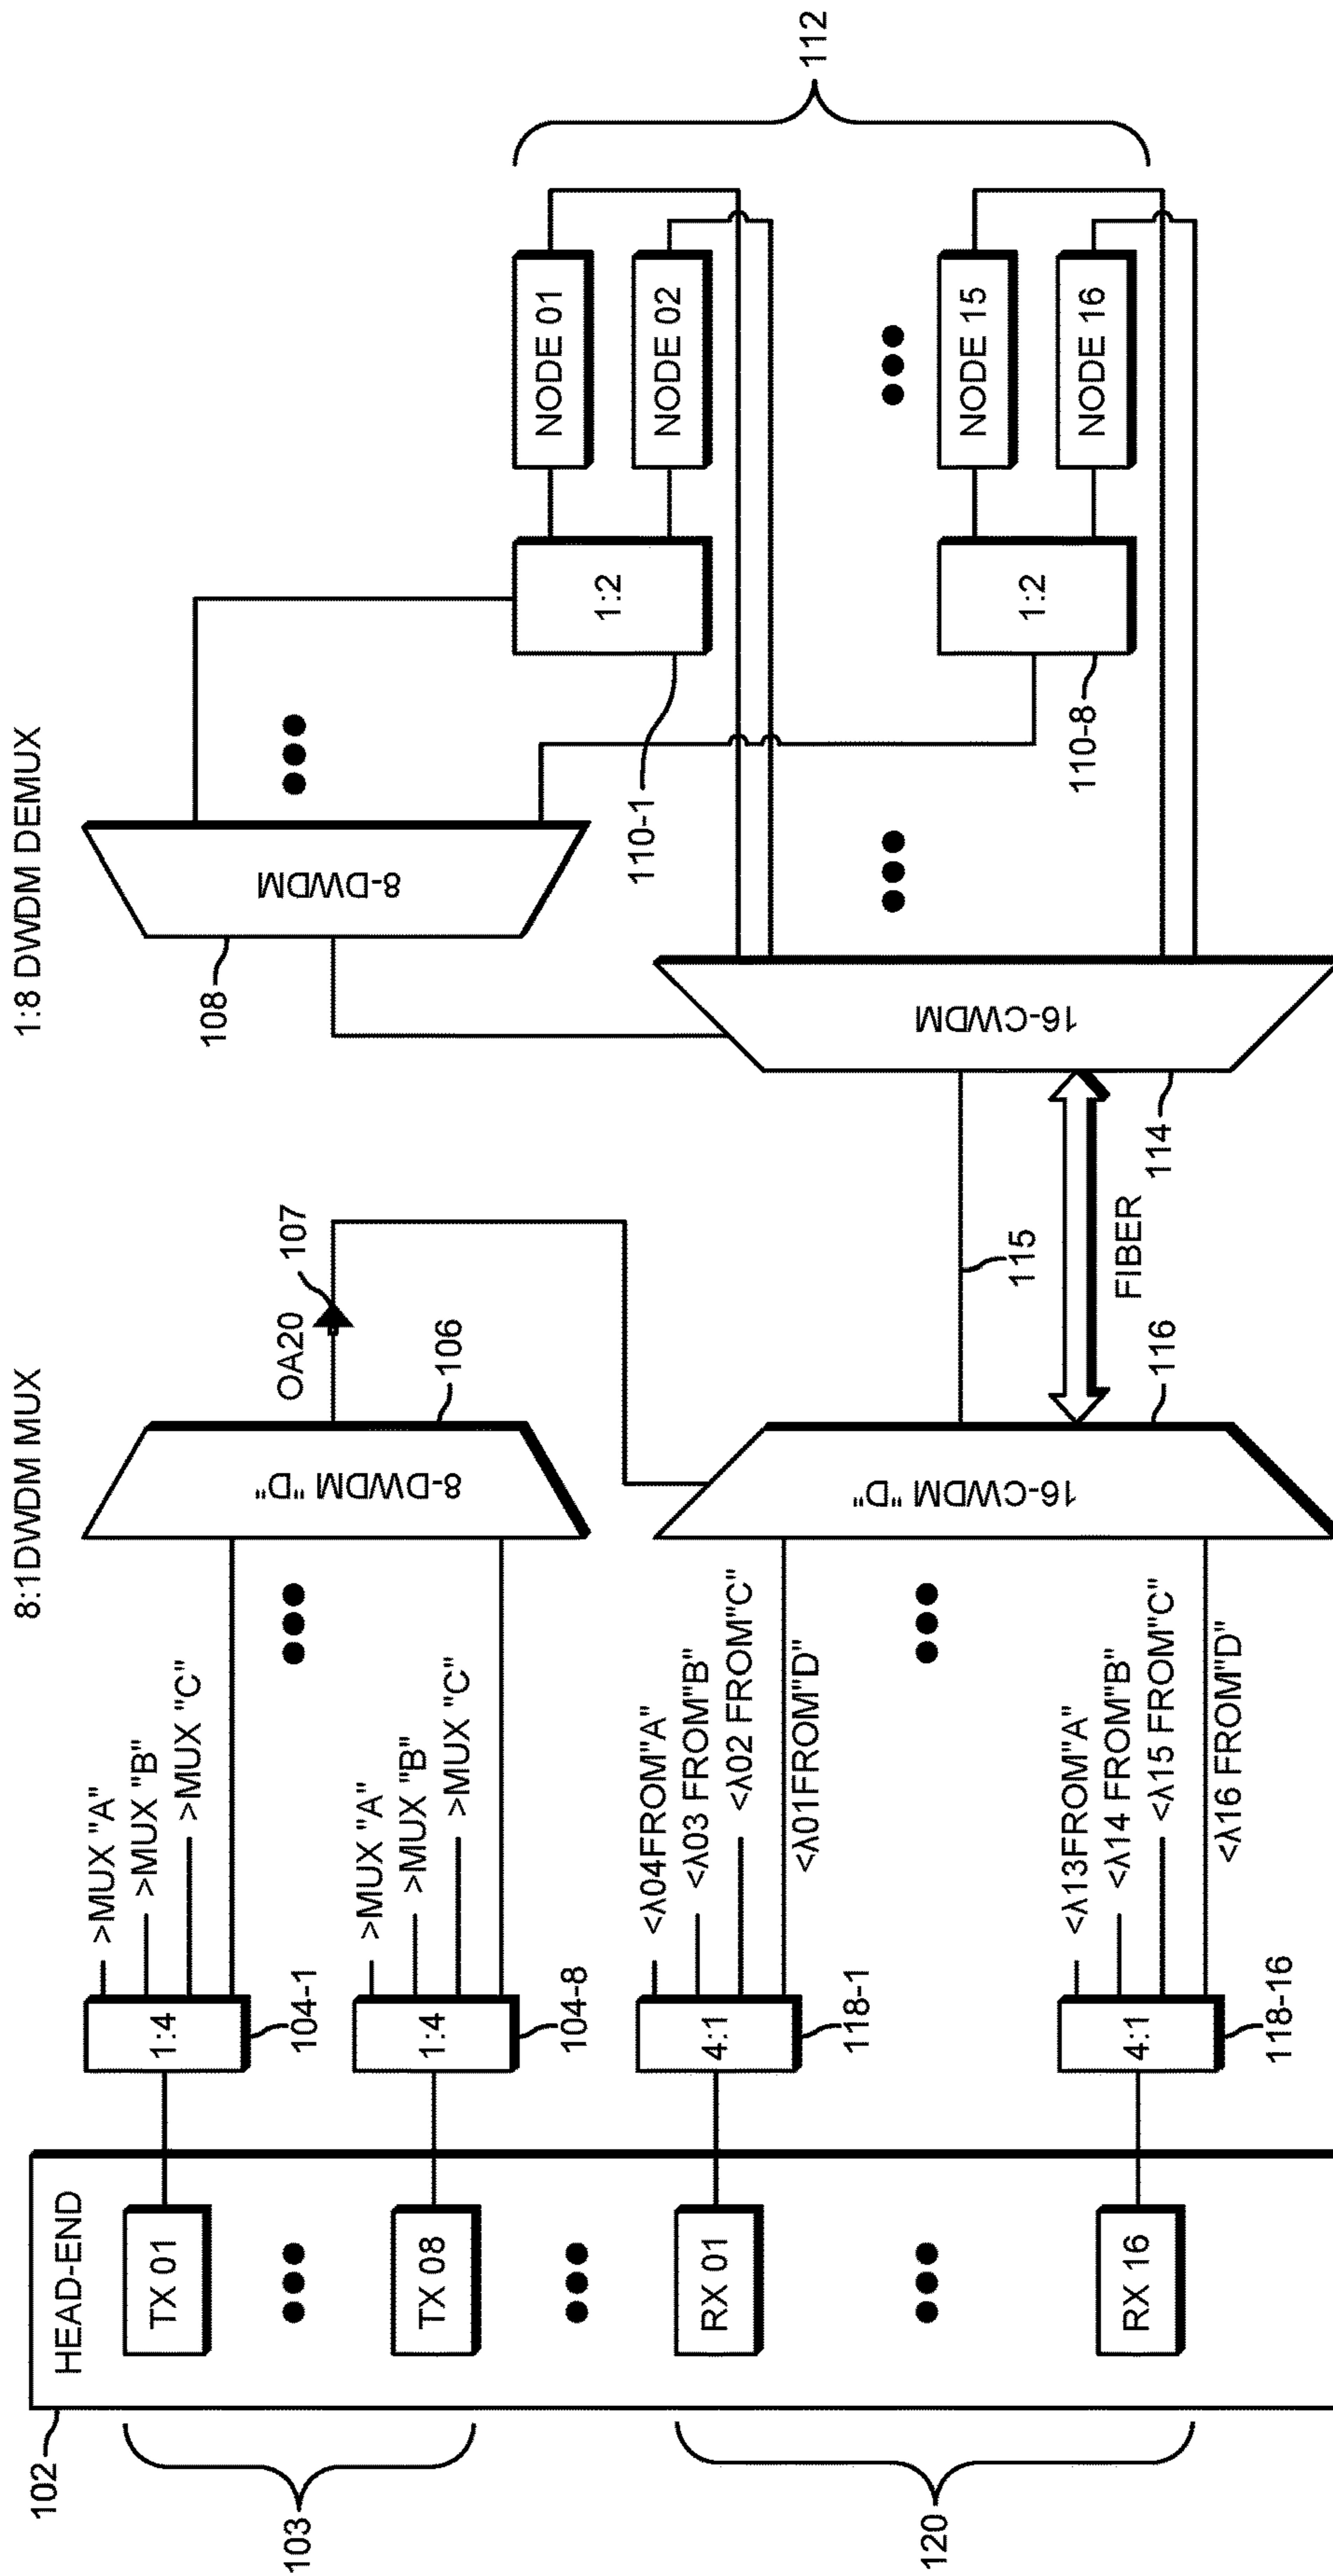 8:1DWDM MUX
1:8 DWDM DEMUX
102
HEAD-END
103
TX 01
TX 08
120
RX 01
RX 16
1:4
104-1
>MUX "A"
>MUX "B"
>MUX "C"
1:4
104-8
>MUX "A"
>MUX "B"
>MUX "C"
4:1
118-1
<λ04FROM"A"
<λ03 FROM"B"
<λ02 FROM"C"
<λ01FROM"D"
4:1
118-16
<λ13FROM"A"
<λ14 FROM"B"
<λ15 FROM"C"
<λ16 FROM"D"
8-DWDM "D"
106
OA20
107
16-CWDM "D"
116
115
FIBER
114
16-CWDM
108
8-DWDM
110-1
1:2
NODE 01
NODE 02
110-8
1:2
NODE 15
NODE 16
112